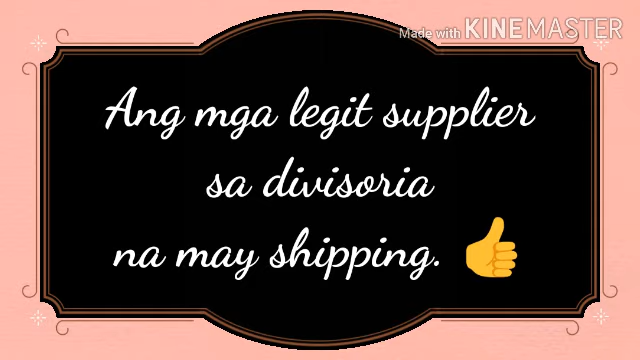 Made with KINEMASTER
Ang mga legit supplier
sa divisoria
na may shipping. 👍